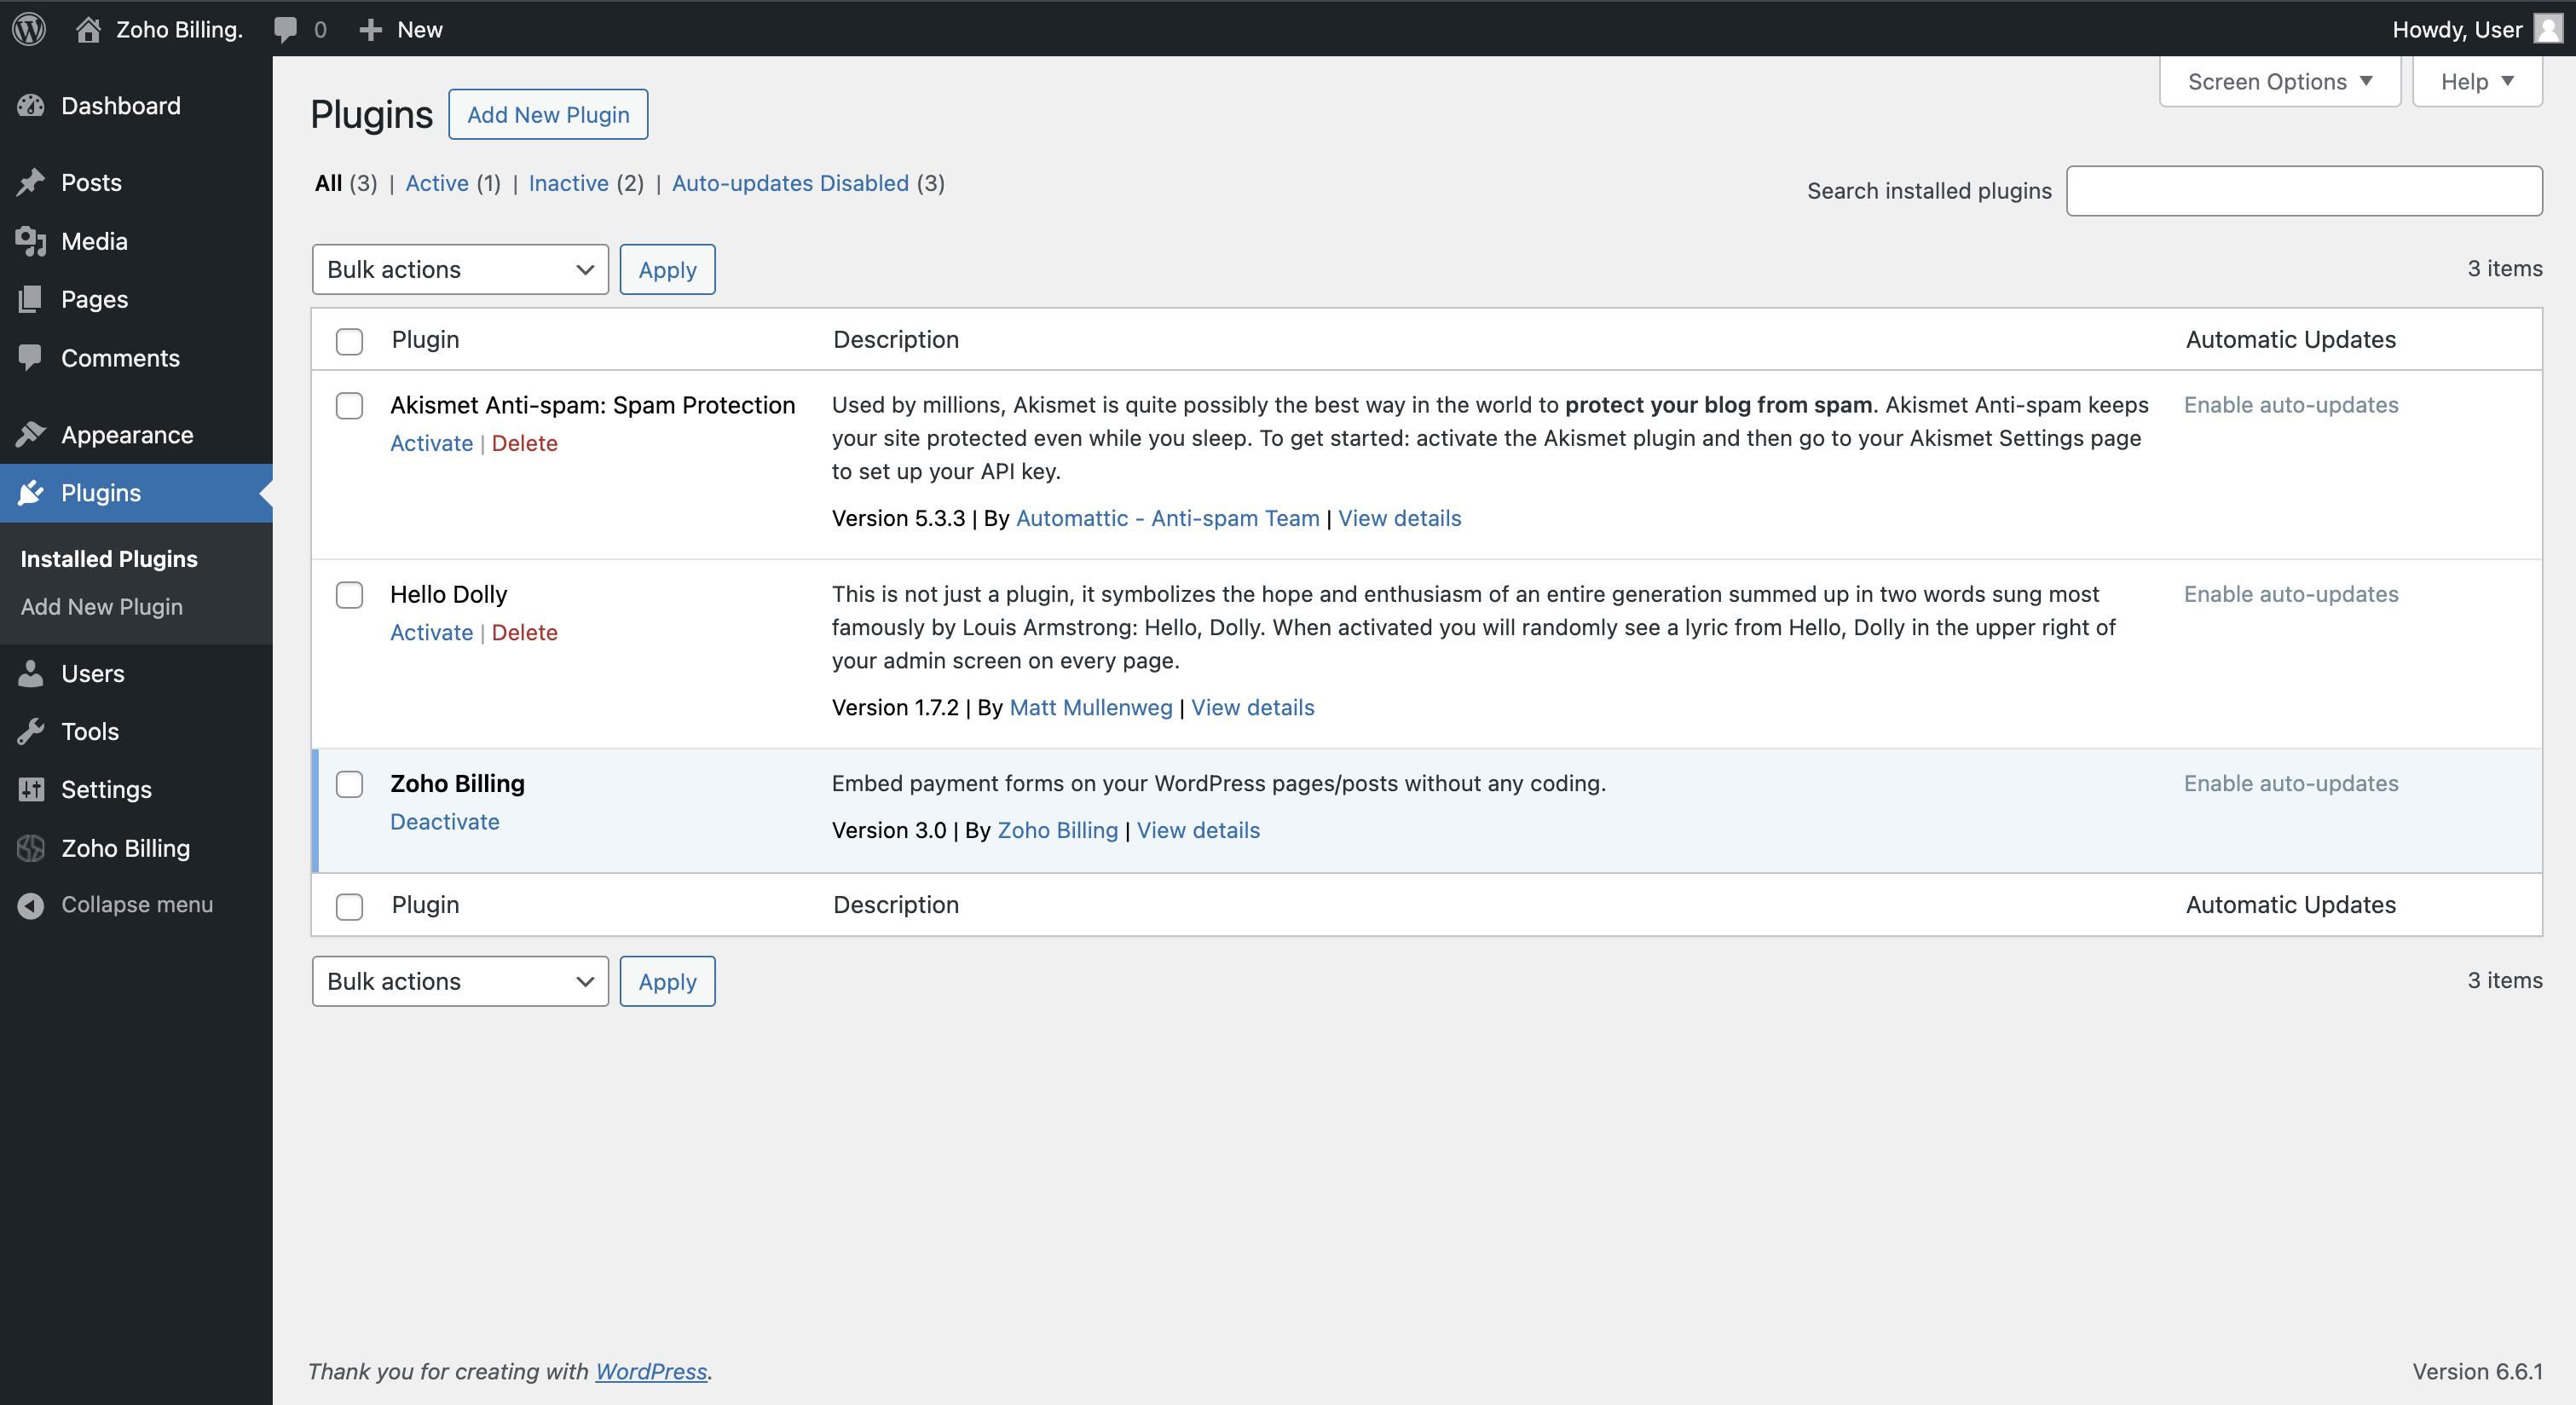 Zoho Billing.
0
New
Howdy, User
Dashboard
Posts
Media
Pages
Comments
Appearance
Plugins
Installed Plugins
Add New Plugin
Users
Tools
Settings
Zoho Billing
Collapse menu
Screen Options
Help
Plugins
Add New Plugin
All (3) | Active (1) | Inactive (2) | Auto-updates Disabled (3)
Search installed plugins
Bulk actions
Apply
3 items
Plugin
Description
Automatic Updates
Akismet Anti-spam: Spam Protection
Activate | Delete
Used by millions, Akismet is quite possibly the best way in the world to protect your blog from spam. Akismet Anti-spam keeps
your site protected even while you sleep. To get started: activate the Akismet plugin and then go to your Akismet Settings page
to set up your API key.
Version 5.3.3 | By Automattic - Anti-spam Team | View details
Enable auto-updates
Hello Dolly
Activate | Delete
This is not just a plugin, it symbolizes the hope and enthusiasm of an entire generation summed up in two words sung most
famously by Louis Armstrong: Hello, Dolly. When activated you will randomly see a lyric from Hello, Dolly in the upper right of
your admin screen on every page.
Version 1.7.2 | By Matt Mullenweg | View details
Enable auto-updates
Zoho Billing
Deactivate
Embed payment forms on your WordPress pages/posts without any coding.
Version 3.0 | By Zoho Billing | View details
Enable auto-updates
Plugin
Description
Automatic Updates
Bulk actions
Apply
3 items
Thank you for creating with WordPress.
Version 6.6.1